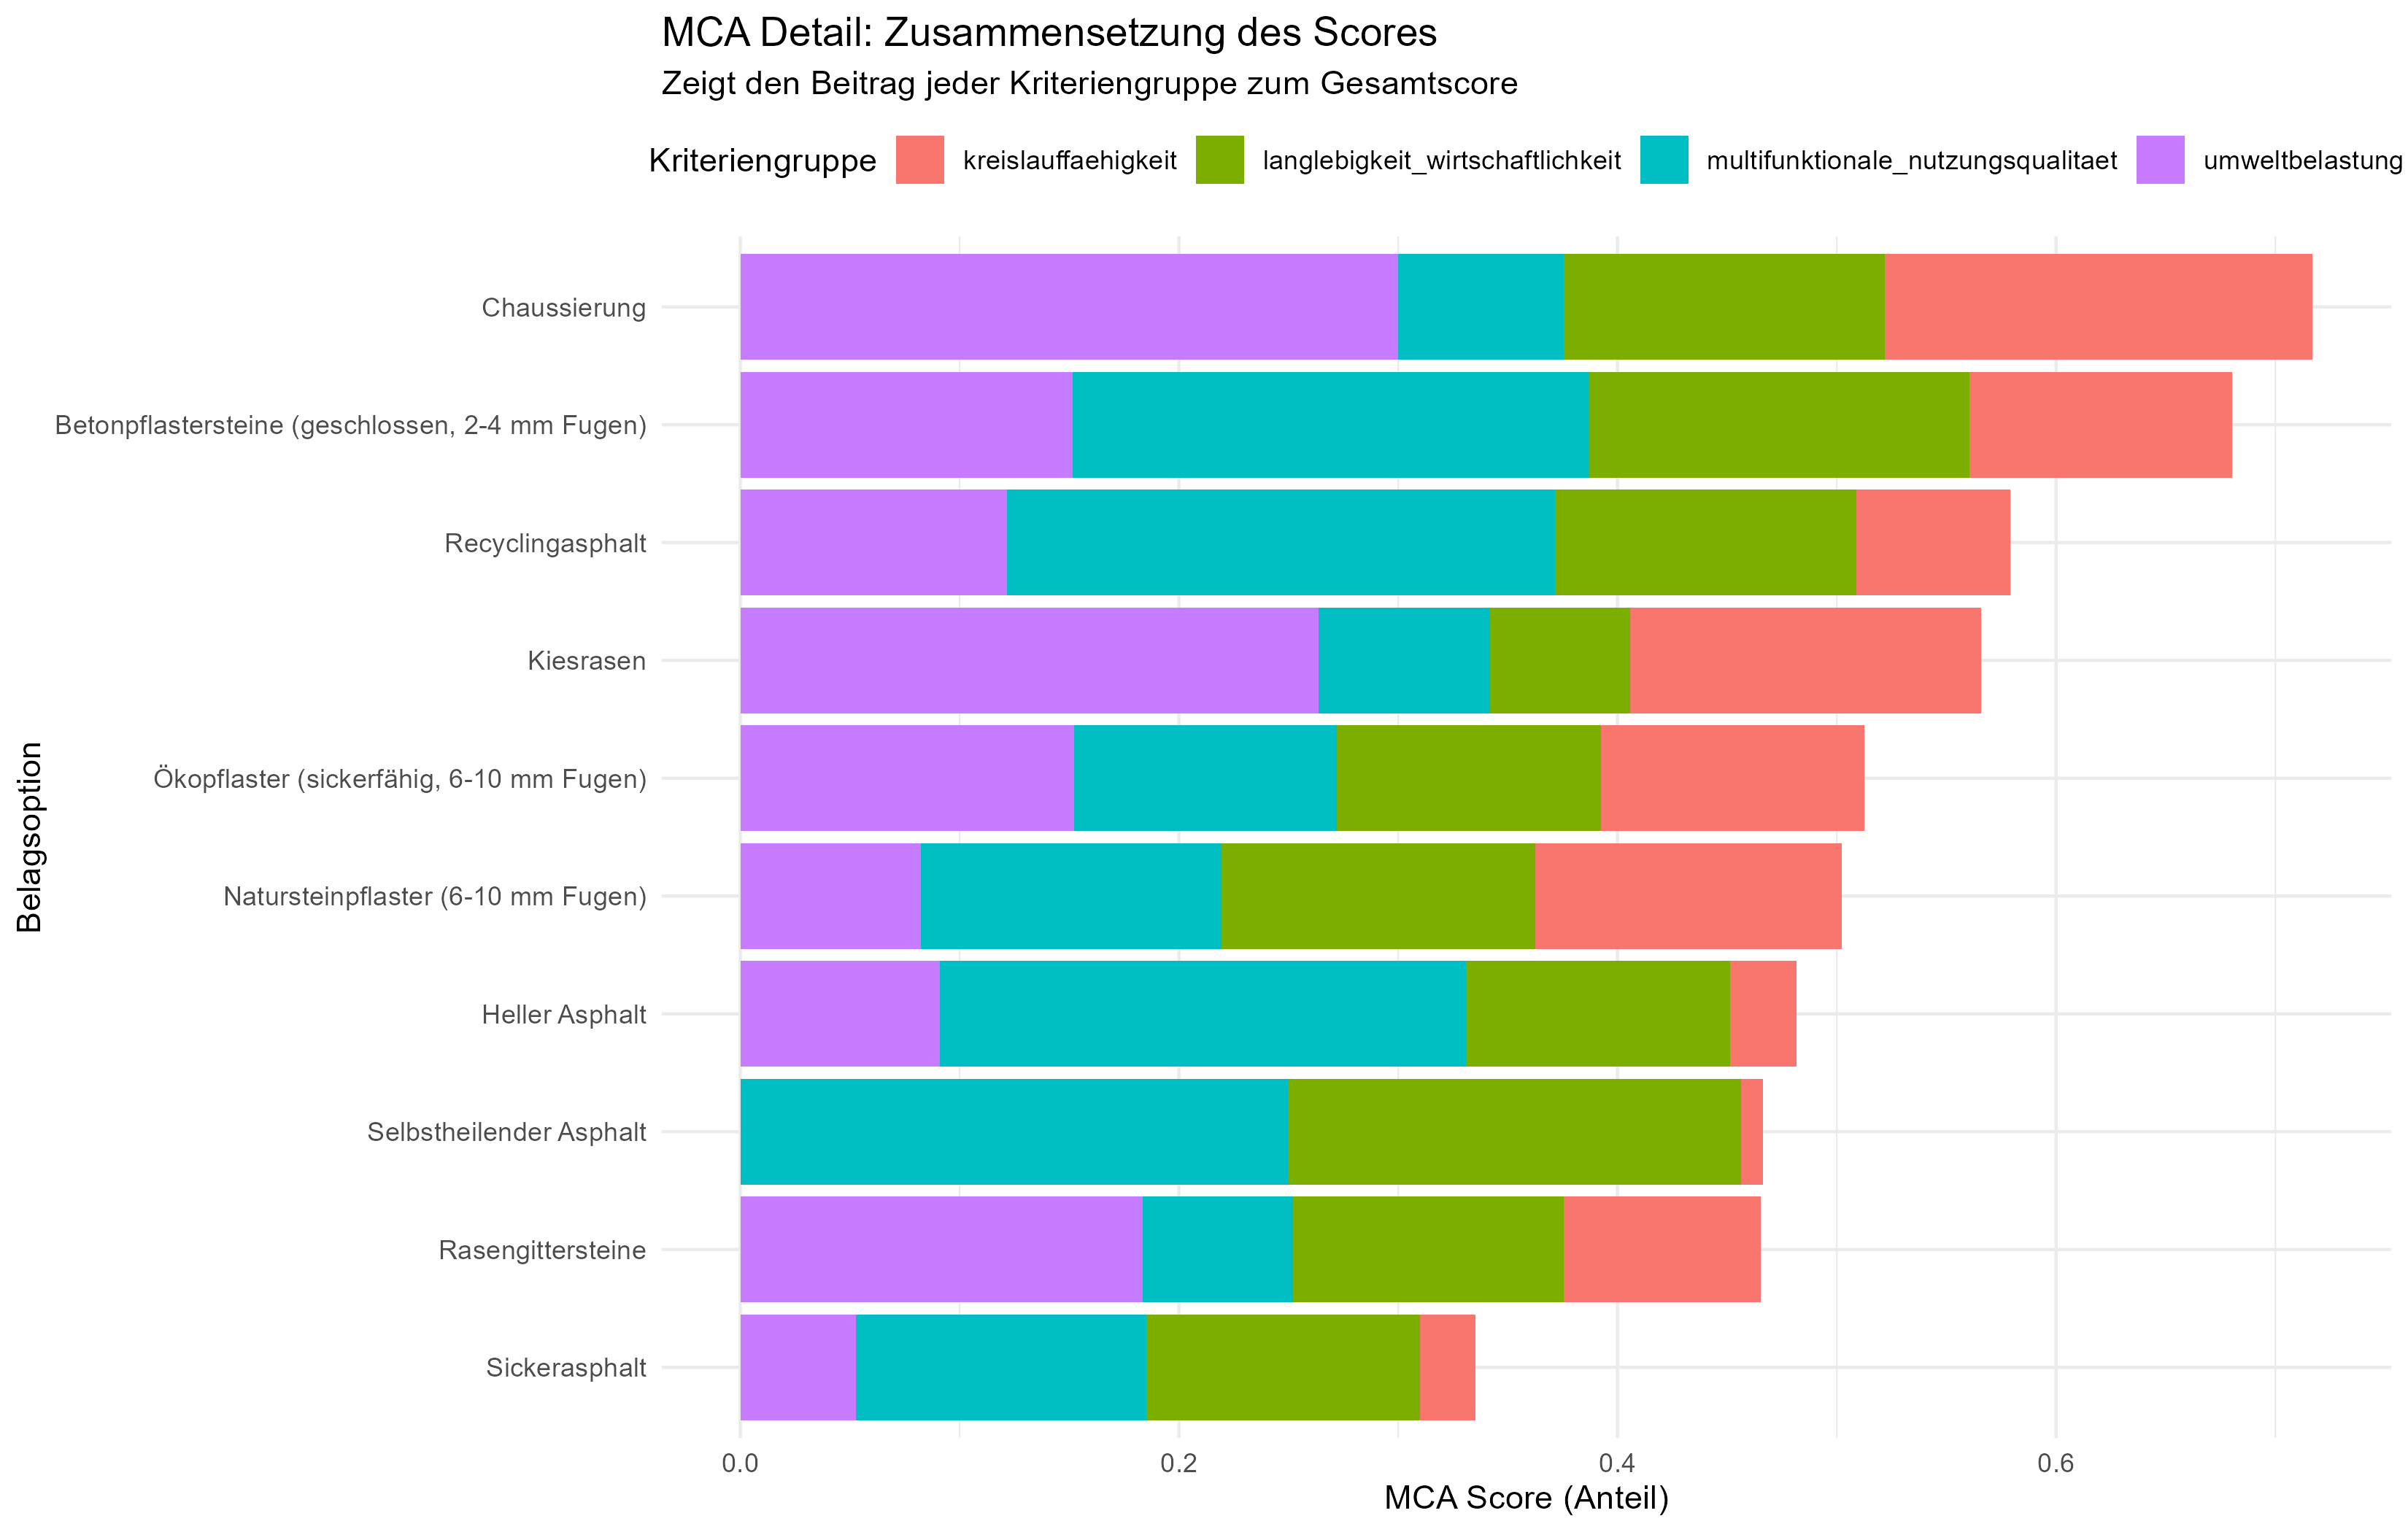 MCA Detail: Zusammensetzung des Scores
Zeigt den Beitrag jeder Kriteriengruppe zum Gesamtscore
Kriteriengruppe kreislauffaehigkeit langlebigkeit_wirtschaftlichkeit multifunktionale_nutzungsqualitaet umweltbelastung
Chaussierung
Betonpflastersteine (geschlossen, 2-4 mm Fugen)
Recyclingasphalt
Kiesrasen
Ökopflaster (sickerfähig, 6-10 mm Fugen)
Natursteinpflaster (6-10 mm Fugen)
Heller Asphalt
Selbstheilender Asphalt
Rasengittersteine
Sickerasphalt
Belagsoption
0.0 0.2 0.4 0.6
MCA Score (Anteil)